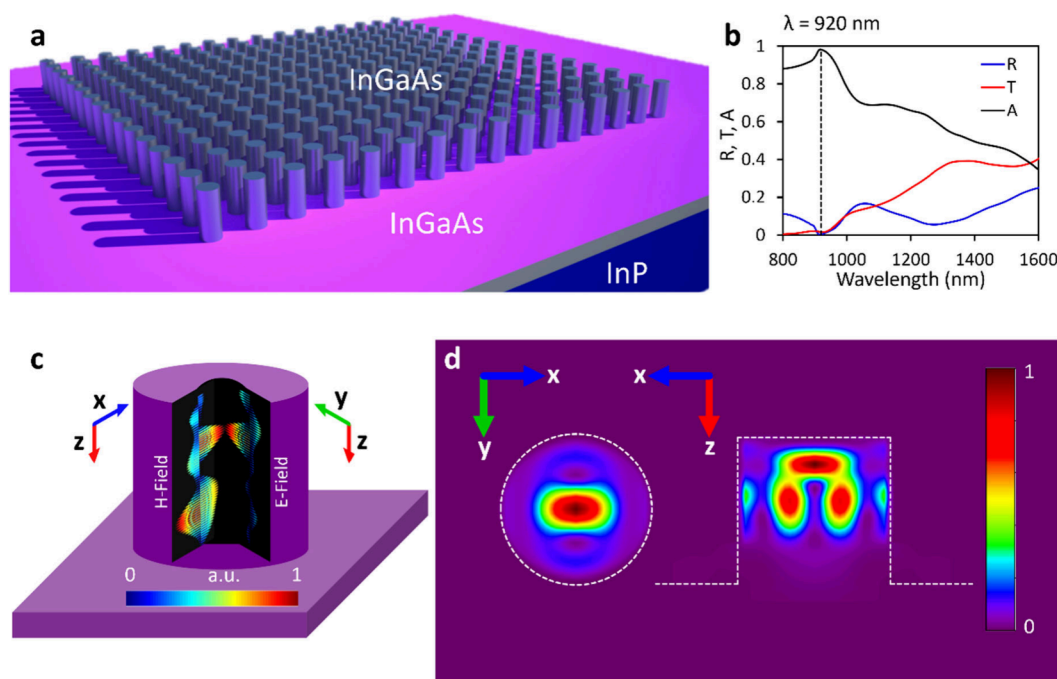 a
InGaAs
InGaAs
InP
b
λ = 920 nm
R, T, A
1
0.8
0.6
0.4
0.2
0
R
T
A
800
1000
1200
1400
1600
Wavelength (nm)
c
x
z
y
z
H-Field
E-Field
0 a.u. 1
d
x
y
x
z
1
0